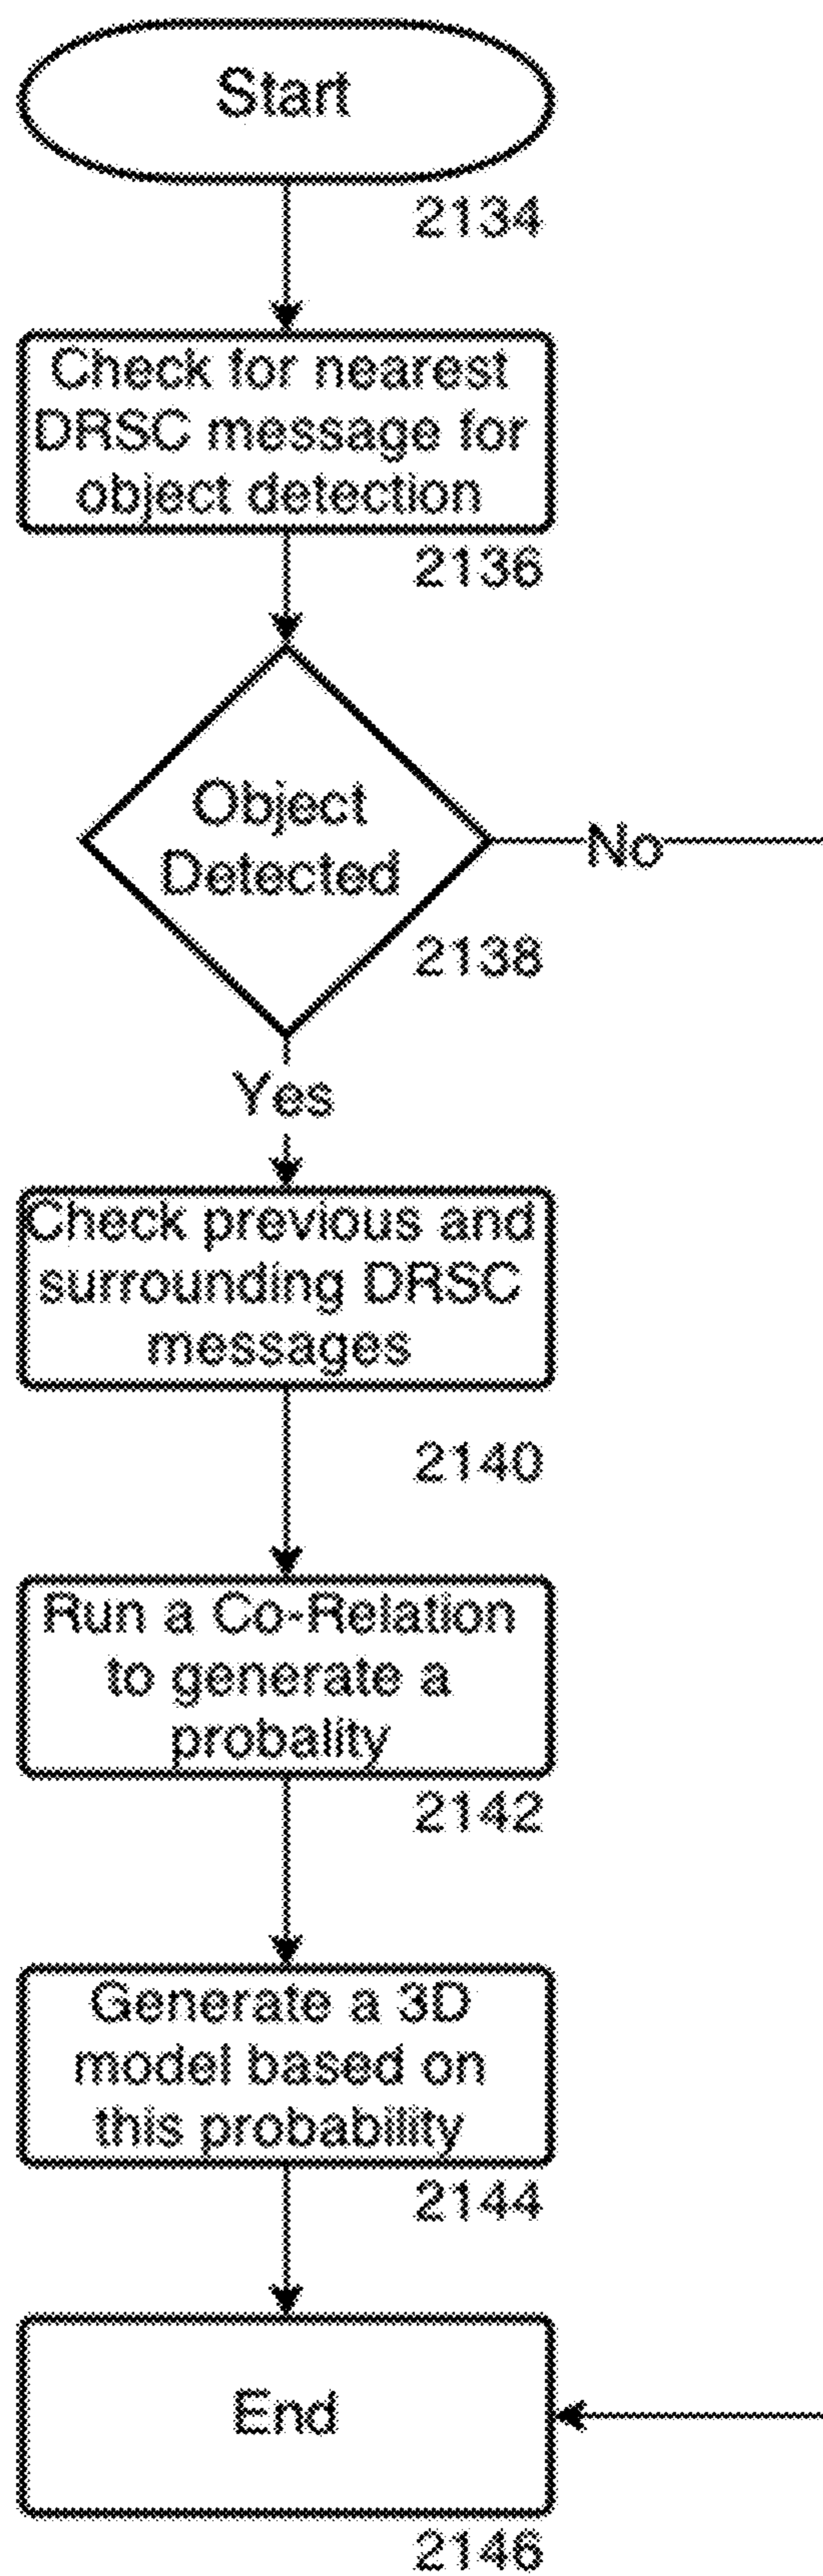 Start
2134
Check for nearest
DRSC message for
object detection
2136
Object
Detected
No
2138
Yes
Check previous and
surrounding DRSC
messages
2140
Run a Co-Relation
to generate a
probality
2142
Generate a 3D
model based on
this probability
2144
End
2146